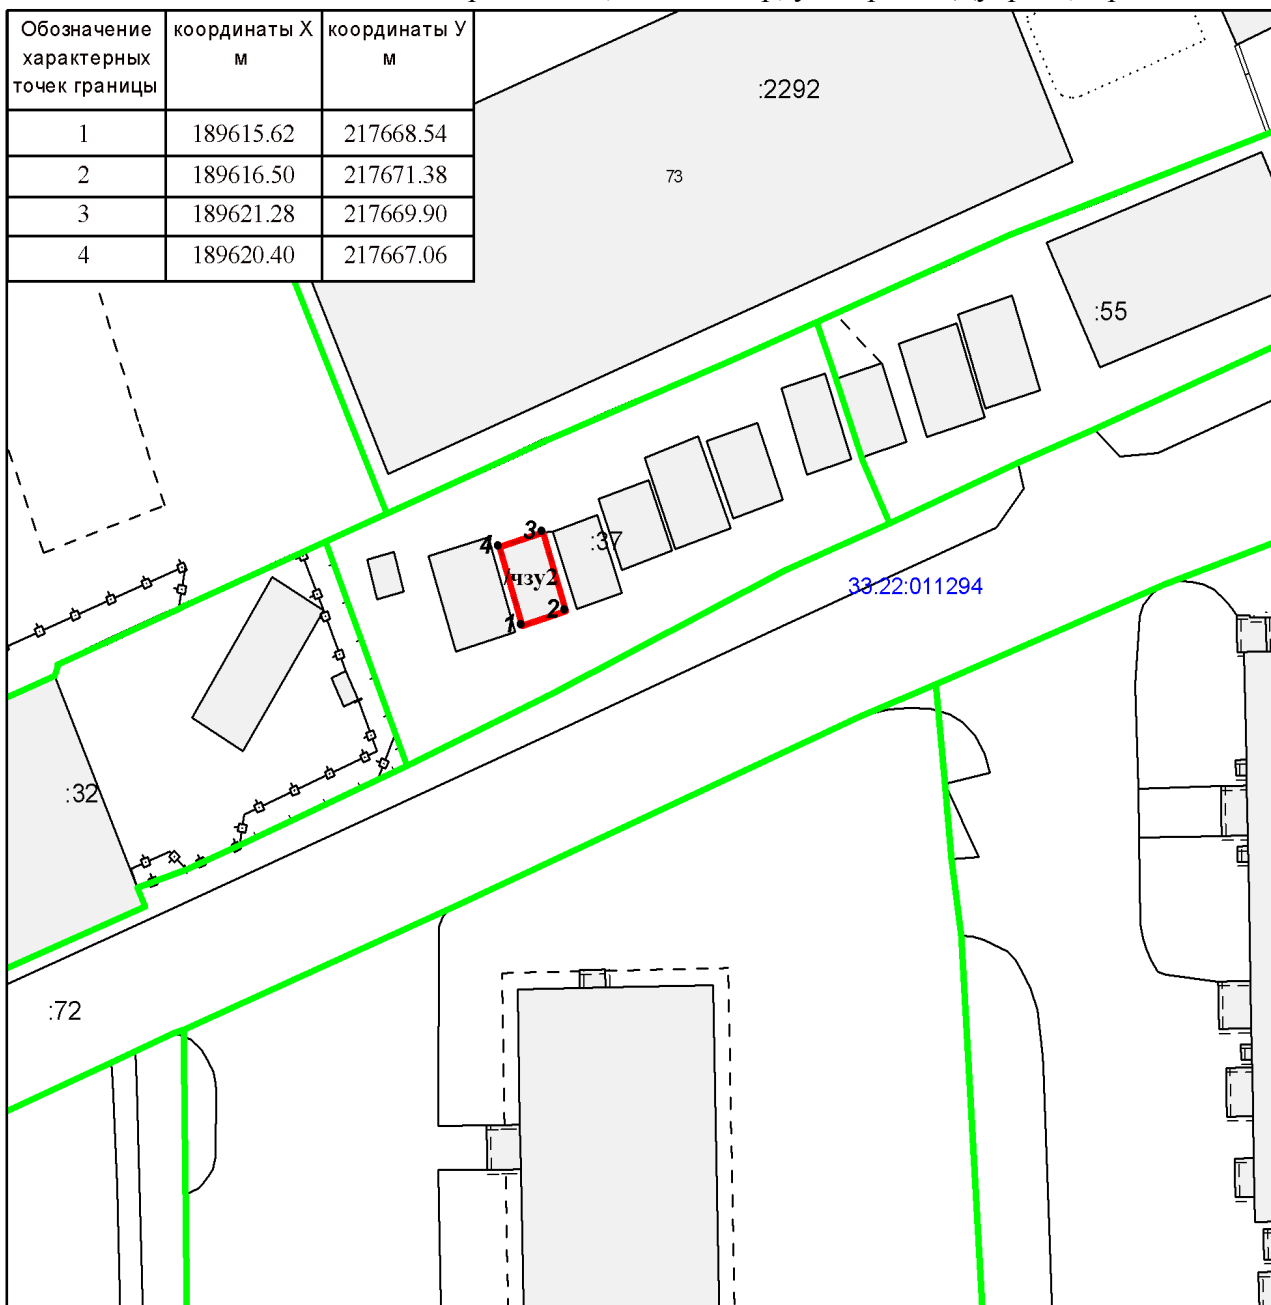 Обозначение характерных точек границы
координаты X м
координаты У м
1 189615.62 217668.54
2 189616.50 217671.38
3 189621.28 217669.90
4 189620.40 217667.06
:2292
73
:55
3
4
:37
/чзу2
33:22:011294
2
1
:32
:72